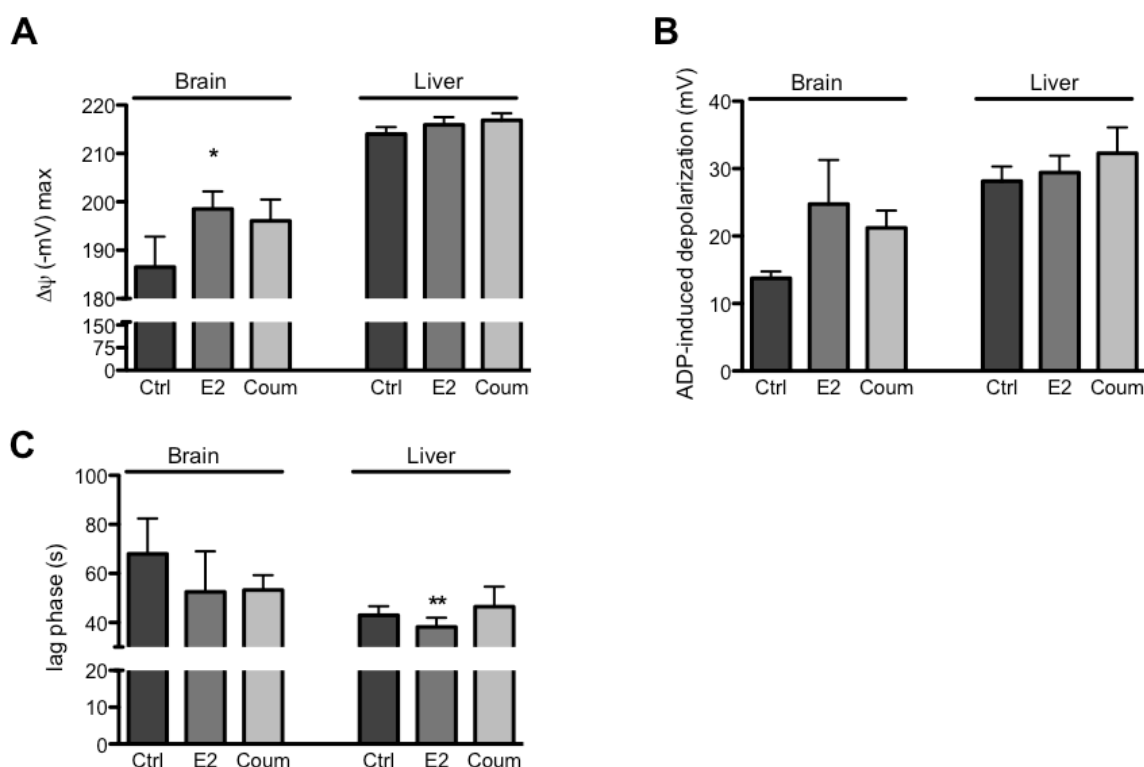 A
Brain
Liver
Δψ (-mV) max
220
210
200
190
180
150
75
0
*
Ctrl E2 Coum Ctrl E2 Coum
B
Brain
Liver
ADP-induced depolarization (mV)
40
30
20
10
0
Ctrl E2 Coum Ctrl E2 Coum
C
Brain
Liver
lag phase (s)
100
80
60
40
20
10
0
**
Ctrl E2 Coum Ctrl E2 Coum